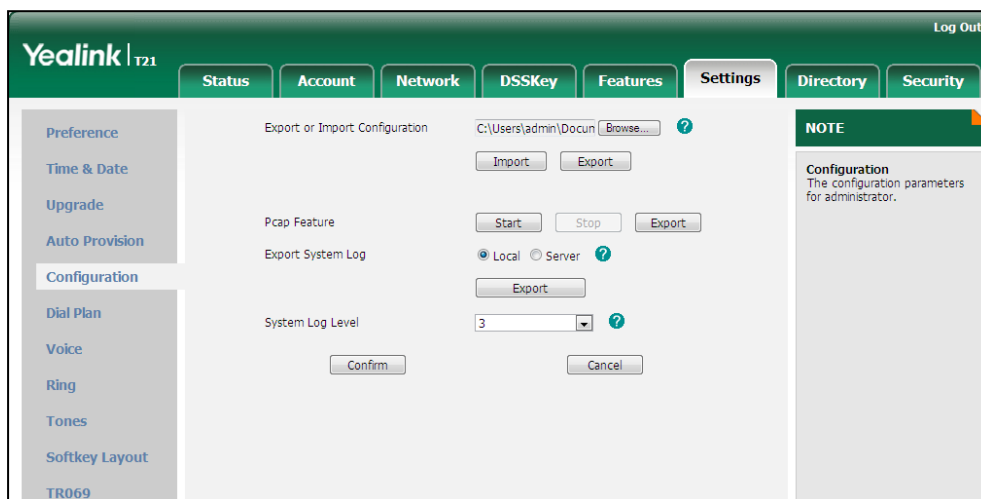 Log Out
Yealink T21
Status Account Network DSSKey Features Settings Directory Security
Preference
Time & Date
Upgrade
Auto Provision
Configuration
Dial Plan
Voice
Ring
Tones
Softkey Layout
TR069
Export or Import Configuration C:\Users\admin\Docun Browse... ?
Import Export
Pcap Feature Start Stop Export
Export System Log Local Server ?
Export
System Log Level 3 ?
Confirm Cancel
NOTE
Configuration
The configuration parameters
for administrator.